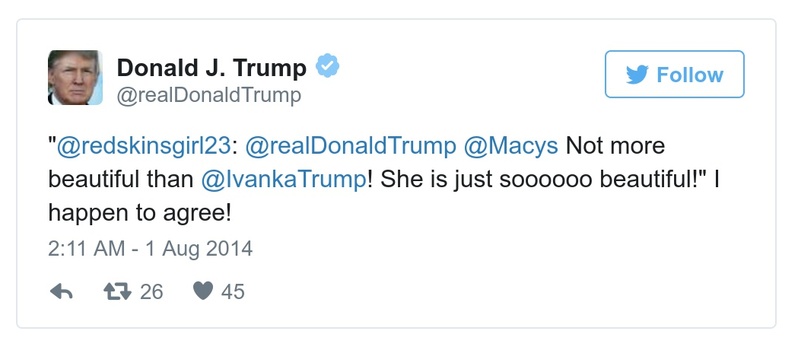 Donald J. Trump
@realDonaldTrump
Follow
"@redskinsgirl23: @realDonaldTrump @Macys Not more
beautiful than @IvankaTrump! She is just soooooo beautiful!" I
happen to agree!
2:11 AM - 1 Aug 2014
26 45